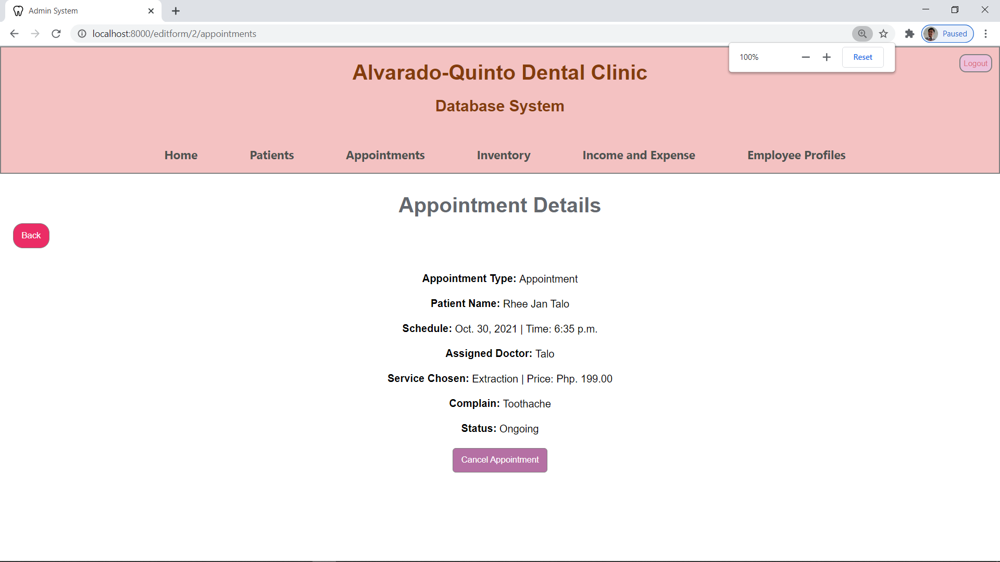 Admin System
localhost:8000/editform/2/appointments
Paused
100%
Reset
Logout
Alvarado-Quinto Dental Clinic
Database System
Home Patients Appointments Inventory Income and Expense Employee Profiles
Appointment Details
Back
Appointment Type: Appointment
Patient Name: Rhee Jan Talo
Schedule: Oct. 30, 2021 | Time: 6:35 p.m.
Assigned Doctor: Talo
Service Chosen: Extraction | Price: Php. 199.00
Complain: Toothache
Status: Ongoing
Cancel Appointment